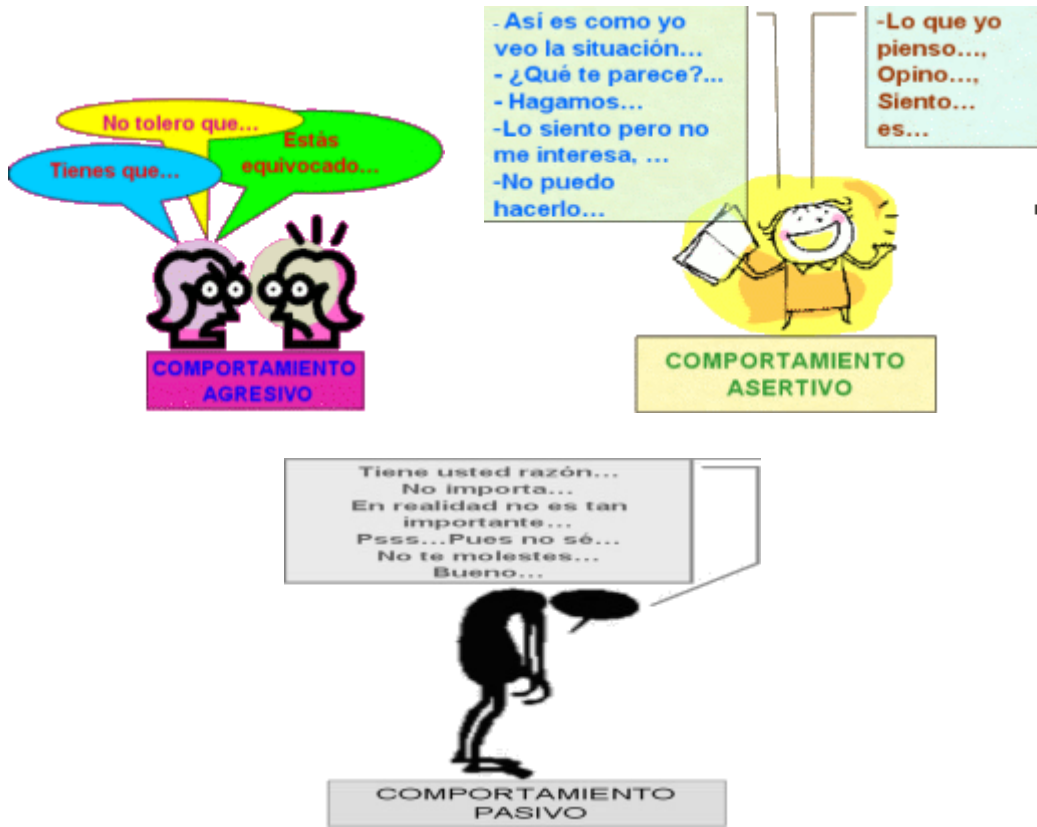 No tolero que...
Estás
equivocado...
Tienes que...
COMPORTAMIENTO
AGRESIVO
- Así es como yo
veo la situación...
- ¿Qué te parece?...
- Hagamos...
-Lo siento pero no
me interesa, ...
-No puedo
hacerlo...
-Lo que yo
pienso...,
Opino...,
Siento...
es...
COMPORTAMIENTO
ASERTIVO
Tiene usted razón...
No importa...
En realidad no es tan
importante...
Psss...Pues no sé...
No te molestes...
Bueno...
COMPORTAMIENTO
PASIVO